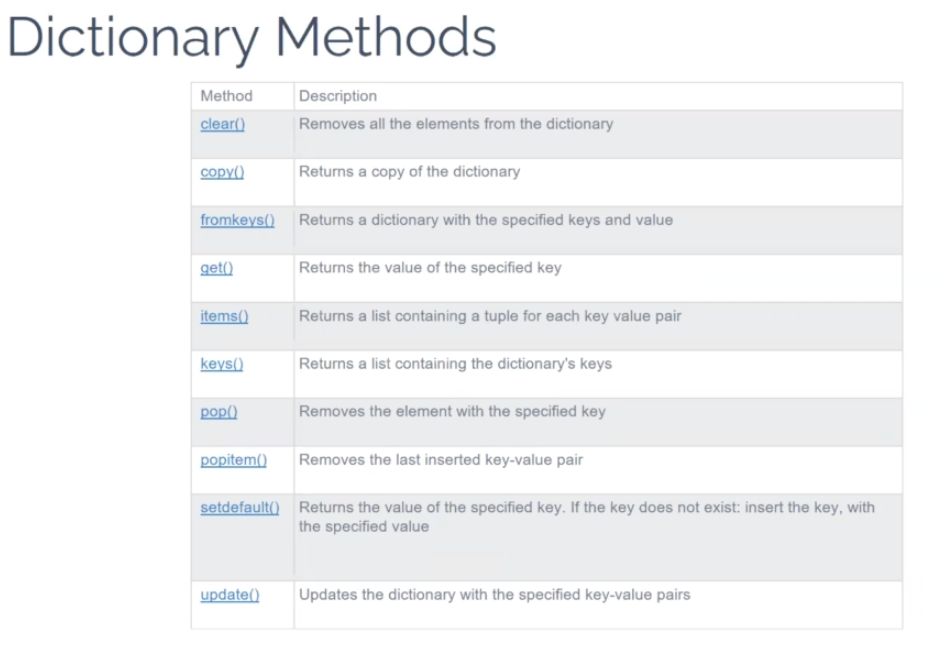 Dictionary Methods
Method Description
clear() Removes all the elements from the dictionary
copy() Returns a copy of the dictionary
fromkeys() Returns a dictionary with the specified keys and value
get() Returns the value of the specified key
items() Returns a list containing a tuple for each key value pair
keys() Returns a list containing the dictionary's keys
pop() Removes the element with the specified key
popitem() Removes the last inserted key-value pair
setdefault() Returns the value of the specified key. If the key does not exist: insert the key, with
the specified value
update() Updates the dictionary with the specified key-value pairs